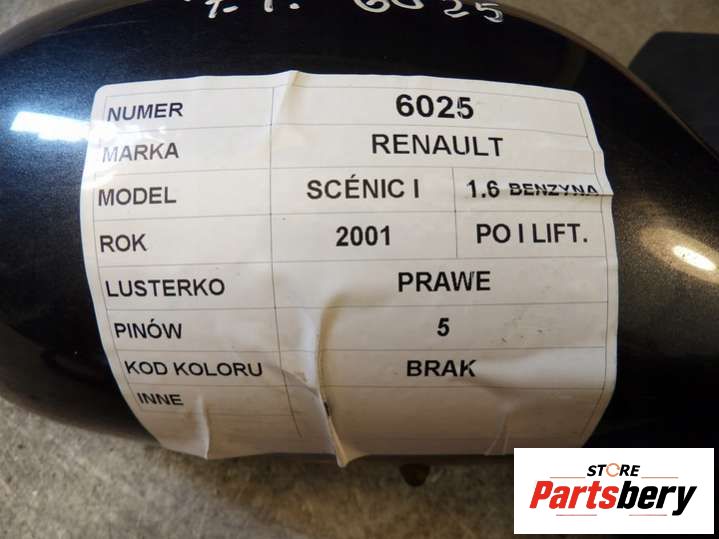 6025
NUMER 6025
MARKA RENAULT
MODEL SCÉNIC I 1.6 BENZYNA
ROK 2001 PO I LIFT.
LUSTERKO PRAWE
PINÓW 5
KOD KOLORU BRAK
INNE
STORE
Partsbery